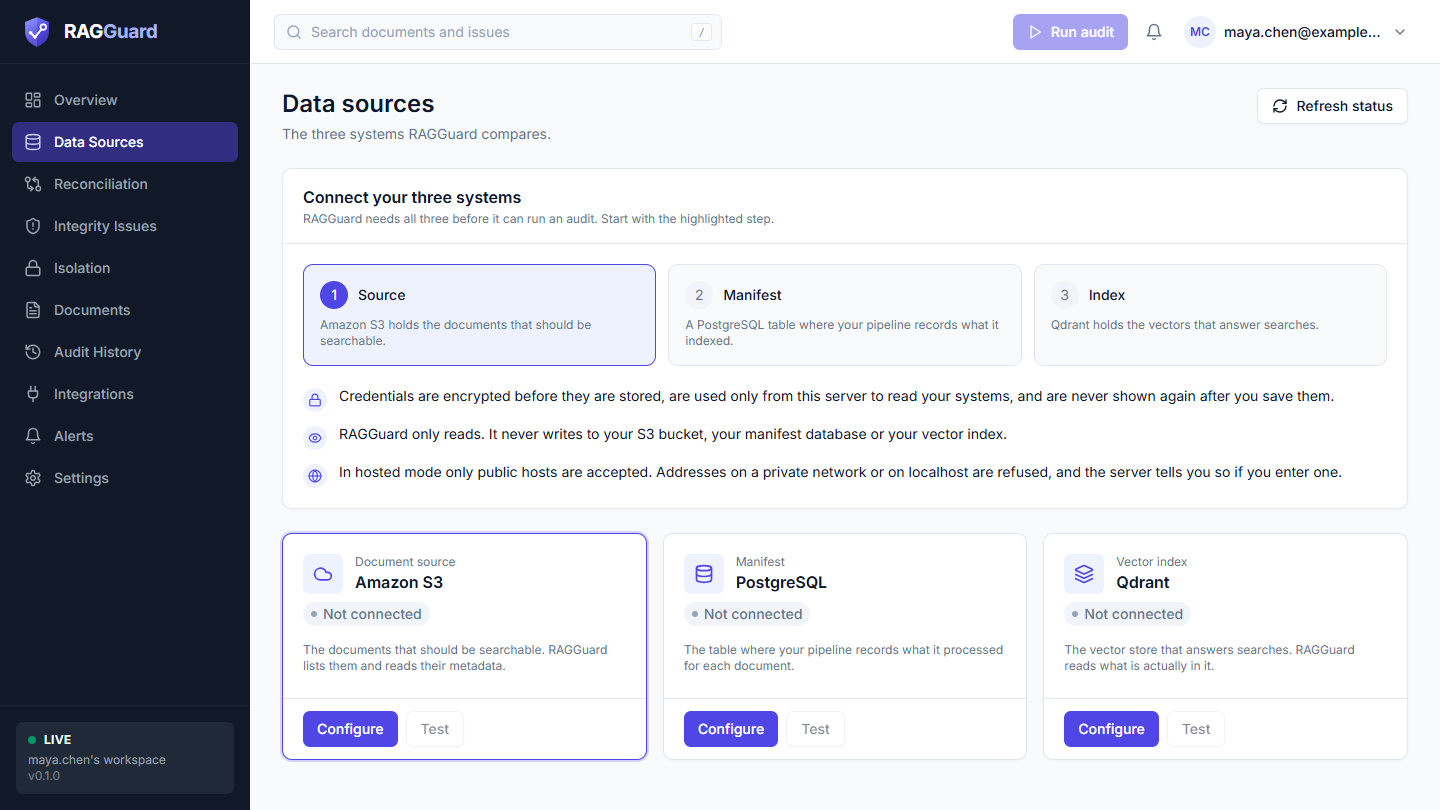 RAGGuard
Search documents and issues
/
Run audit
MC
maya.chen@example...
Overview
Data Sources
Reconciliation
Integrity Issues
Isolation
Documents
Audit History
Integrations
Alerts
Settings
LIVE
maya.chen's workspace
v0.1.0
Data sources
The three systems RAGGuard compares.
Refresh status
Connect your three systems
RAGGuard needs all three before it can run an audit. Start with the highlighted step.
1
Source
Amazon S3 holds the documents that should be
searchable.
2
Manifest
A PostgreSQL table where your pipeline records what it
indexed.
3
Index
Qdrant holds the vectors that answer searches.
Credentials are encrypted before they are stored, are used only from this server to read your systems, and are never shown again after you save them.
RAGGuard only reads. It never writes to your S3 bucket, your manifest database or your vector index.
In hosted mode only public hosts are accepted. Addresses on a private network or on localhost are refused, and the server tells you so if you enter one.
Document source
Amazon S3
Not connected
The documents that should be searchable. RAGGuard
lists them and reads their metadata.
Configure
Test
Manifest
PostgreSQL
Not connected
The table where your pipeline records what it processed
for each document.
Configure
Test
Vector index
Qdrant
Not connected
The vector store that answers searches. RAGGuard
reads what is actually in it.
Configure
Test